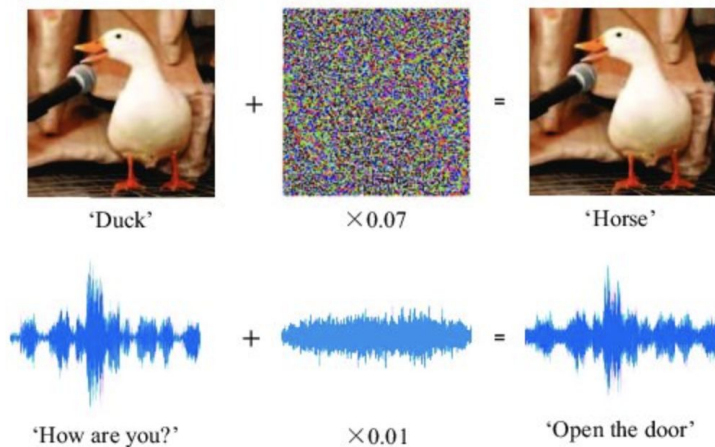 + =
‘Duck’ ×0.07 ‘Horse’
+ =
‘How are you?’ ×0.01 ‘Open the door’